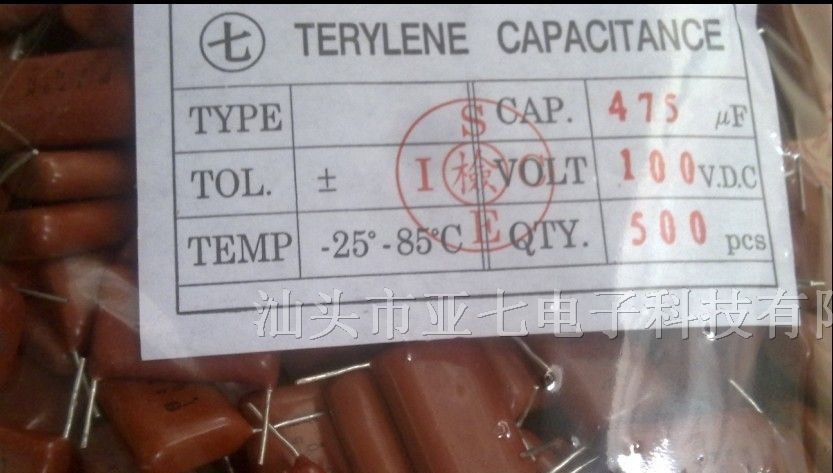 七 TERYLENE CAPACITANCE
TYPE CAP. 475 μF
TOL. ± VOLT 100 V.D.C
TEMP -25°-85°C QTY. 500 pcs
S
I 検 C
E
汕头市亚七电子科技有限